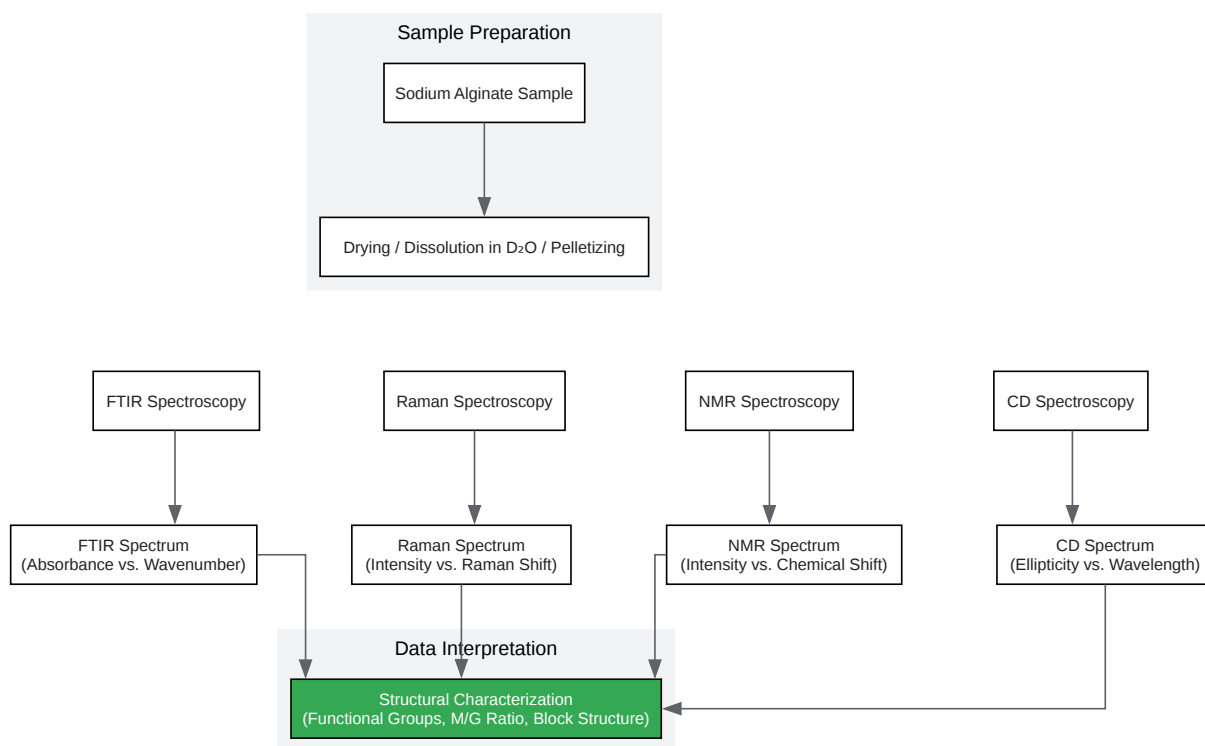 Sample Preparation
Sodium Alginate Sample
Drying / Dissolution in D₂O / Pelletizing
FTIR Spectroscopy
Raman Spectroscopy
NMR Spectroscopy
CD Spectroscopy
FTIR Spectrum
(Absorbance vs. Wavenumber)
Raman Spectrum
(Intensity vs. Raman Shift)
NMR Spectrum
(Intensity vs. Chemical Shift)
CD Spectrum
(Ellipticity vs. Wavelength)
Data Interpretation
Structural Characterization
(Functional Groups, M/G Ratio, Block Structure)